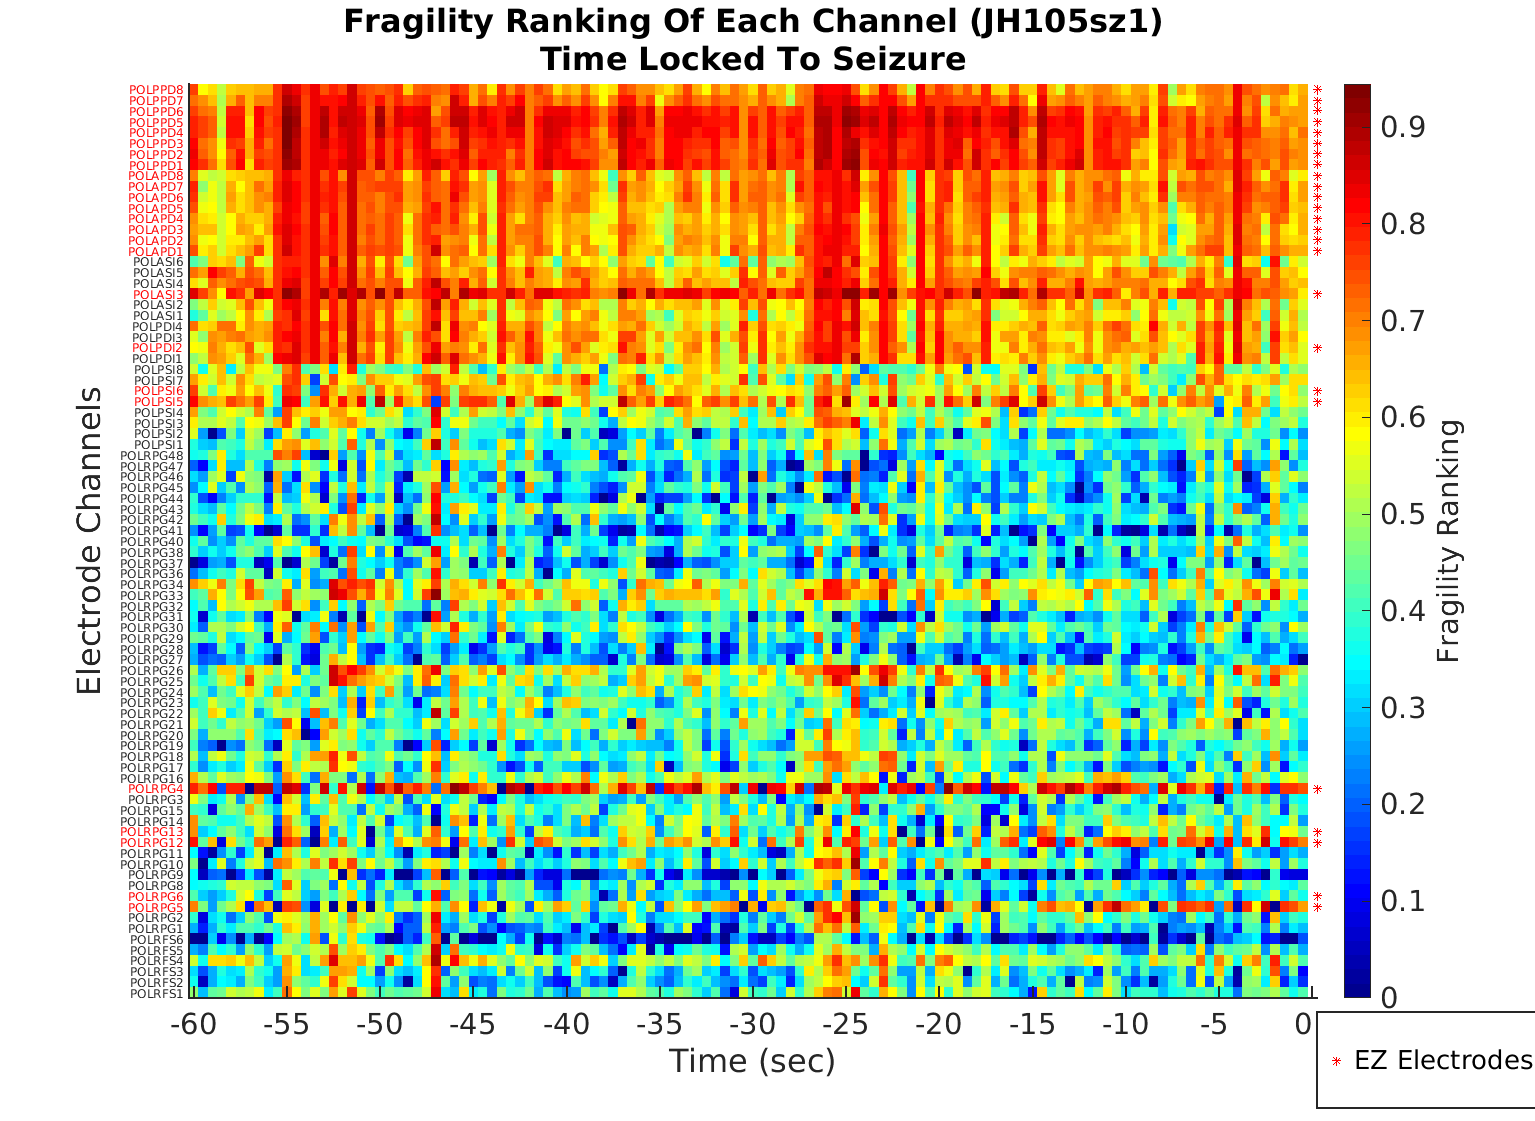 Fragility Ranking Of Each Channel (JH105sz1)
Time Locked To Seizure
Electrode Channels
POLPPD8
POLPPD7
POLPPD6
POLPPD5
POLPPD4
POLPPD3
POLPPD2
POLPPD1
POLAPD8
POLAPD7
POLAPD6
POLAPD5
POLAPD4
POLAPD3
POLAPD2
POLAPD1
POLASI6
POLASI5
POLASI4
POLASI3
POLASI2
POLASI1
POLPDI4
POLPDI3
POLPDI2
POLPDI1
POLPSI8
POLPSI7
POLPSI6
POLPSI5
POLPSI4
POLPSI3
POLPSI2
POLPSI1
POLRPG48
POLRPG47
POLRPG46
POLRPG45
POLRPG44
POLRPG43
POLRPG42
POLRPG41
POLRPG40
POLRPG38
POLRPG37
POLRPG36
POLRPG34
POLRPG33
POLRPG32
POLRPG31
POLRPG30
POLRPG29
POLRPG28
POLRPG27
POLRPG26
POLRPG25
POLRPG24
POLRPG23
POLRPG22
POLRPG21
POLRPG20
POLRPG19
POLRPG18
POLRPG17
POLRPG16
POLRPG4
POLRPG3
POLRPG15
POLRPG14
POLRPG13
POLRPG12
POLRPG11
POLRPG10
POLRPG9
POLRPG8
POLRPG6
POLRPG5
POLRPG2
POLRPG1
POLRFS6
POLRFS5
POLRFS4
POLRFS3
POLRFS2
POLRFS1
-60 -55 -50 -45 -40 -35 -30 -25 -20 -15 -10 -5 0
Time (sec)
0.9
0.8
0.7
0.6
0.5
0.4
0.3
0.2
0.1
0
Fragility Ranking
EZ Electrodes